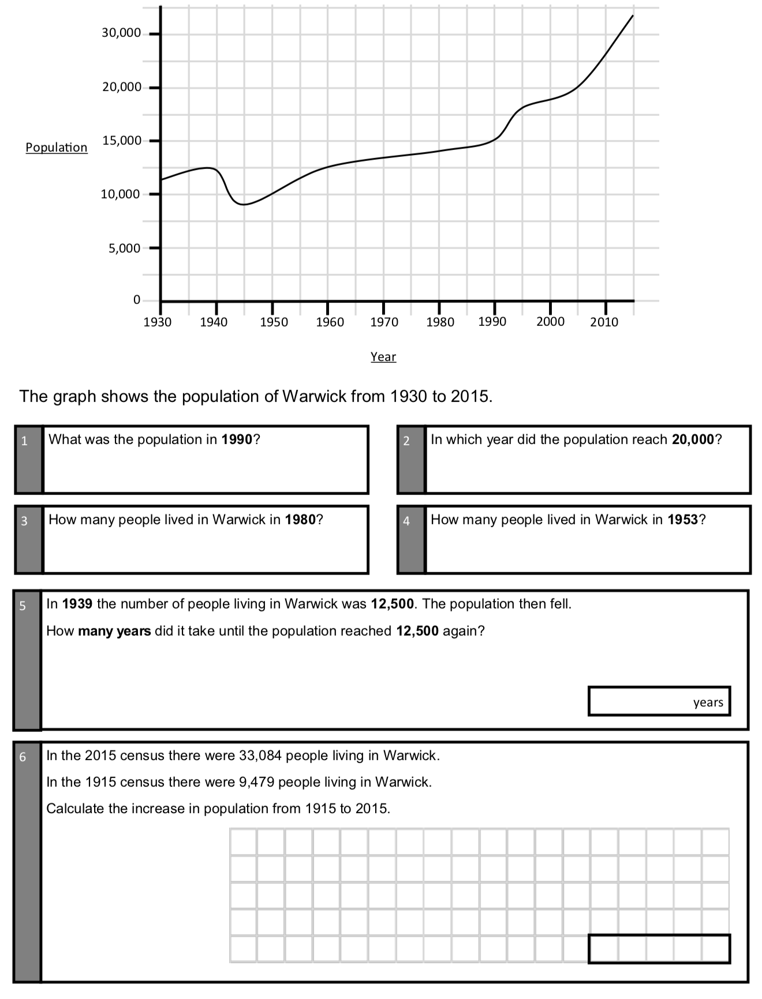 30,000
20,000
15,000
Population
10,000
5,000
0
1930 1940 1950 1960 1970 1980 1990 2000 2010
Year
The graph shows the population of Warwick from 1930 to 2015.
1 What was the population in 1990?
2 In which year did the population reach 20,000?
3 How many people lived in Warwick in 1980?
4 How many people lived in Warwick in 1953?
5 In 1939 the number of people living in Warwick was 12,500. The population then fell.
How many years did it take until the population reached 12,500 again?
years
6 In the 2015 census there were 33,084 people living in Warwick.
In the 1915 census there were 9,479 people living in Warwick.
Calculate the increase in population from 1915 to 2015.